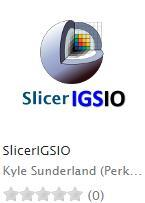 SlicerIGSIO
SlicerIGSIO
Kyle Sunderland (Perk...
(0)